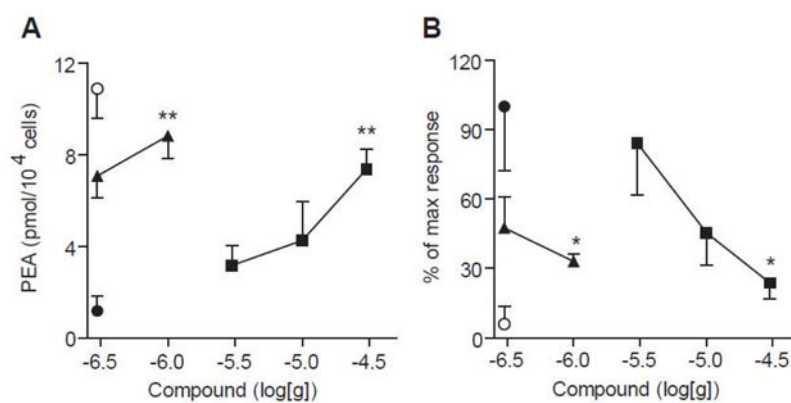 A
PEA (pmol/10^4 cells)
12
8
4
0
**
**
-6.5 -6.0 -5.5 -5.0 -4.5
Compound (log[g])
B
% of max response
120
90
60
30
0
*
*
-6.5 -6.0 -5.5 -5.0 -4.5
Compound (log[g])